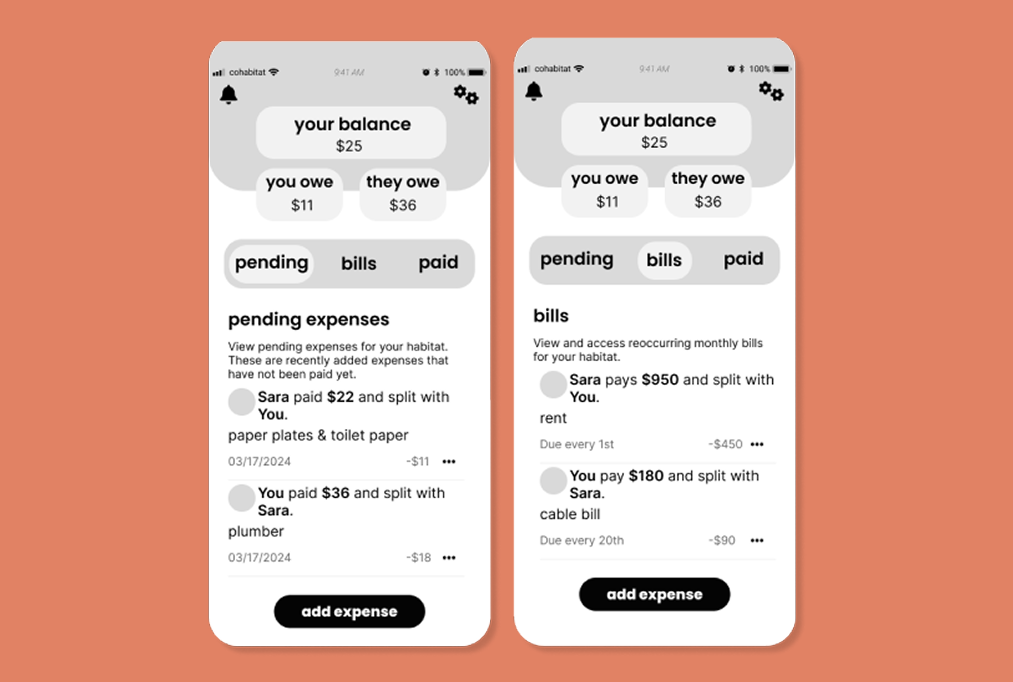 cohabitat 9:41 AM 100%
your balance
$25
you owe they owe
$11 $36
pending bills paid
pending expenses
View pending expenses for your habitat.
These are recently added expenses that
have not been paid yet.
Sara paid $22 and split with
You.
paper plates & toilet paper
03/17/2024 -$11
You paid $36 and split with
Sara.
plumber
03/17/2024 -$18
add expense
cohabitat 9:41 AM 100%
your balance
$25
you owe they owe
$11 $36
pending bills paid
bills
View and access reoccurring monthly bills
for your habitat.
Sara pays $950 and split with
You.
rent
Due every 1st -$450
You pay $180 and split with
Sara.
cable bill
Due every 20th -$90
add expense